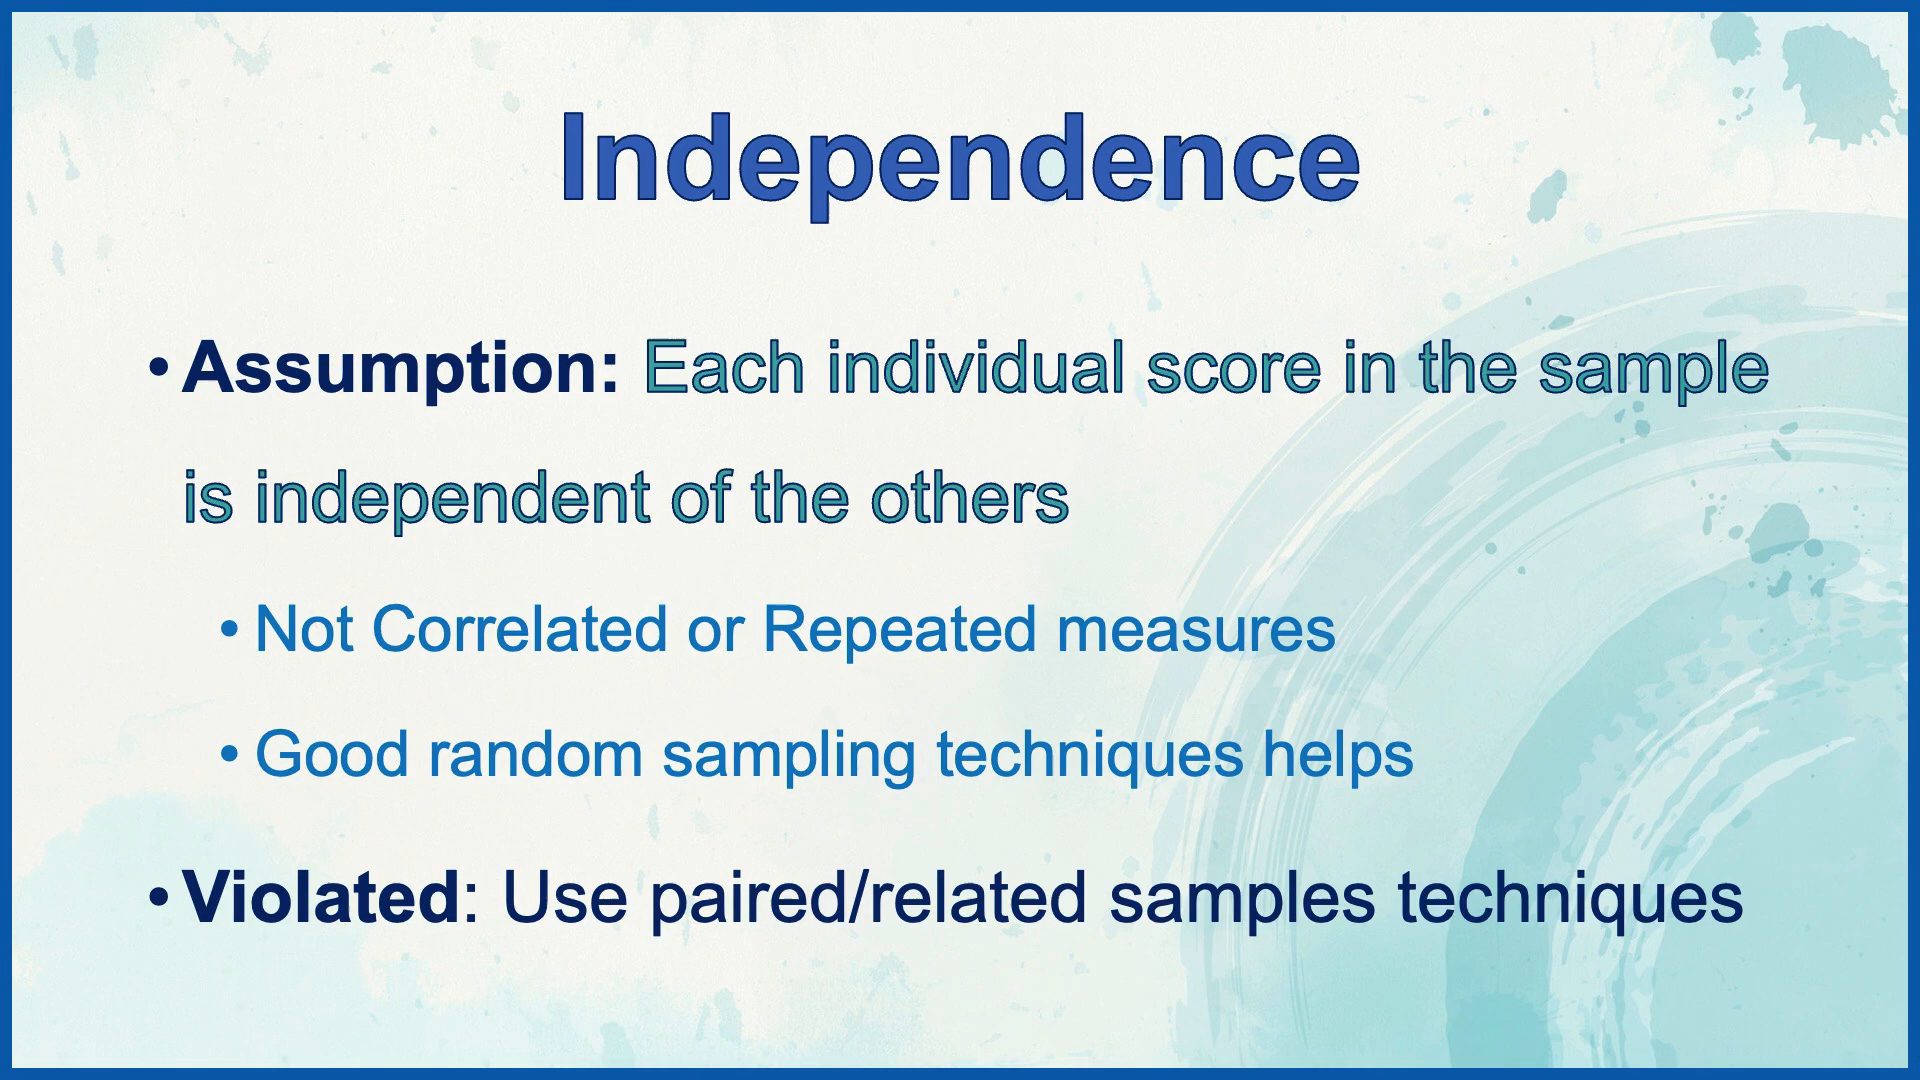 Independence
• Assumption: Each individual score in the sample
is independent of the others
• Not Correlated or Repeated measures
• Good random sampling techniques helps
• Violated: Use paired/related samples techniques